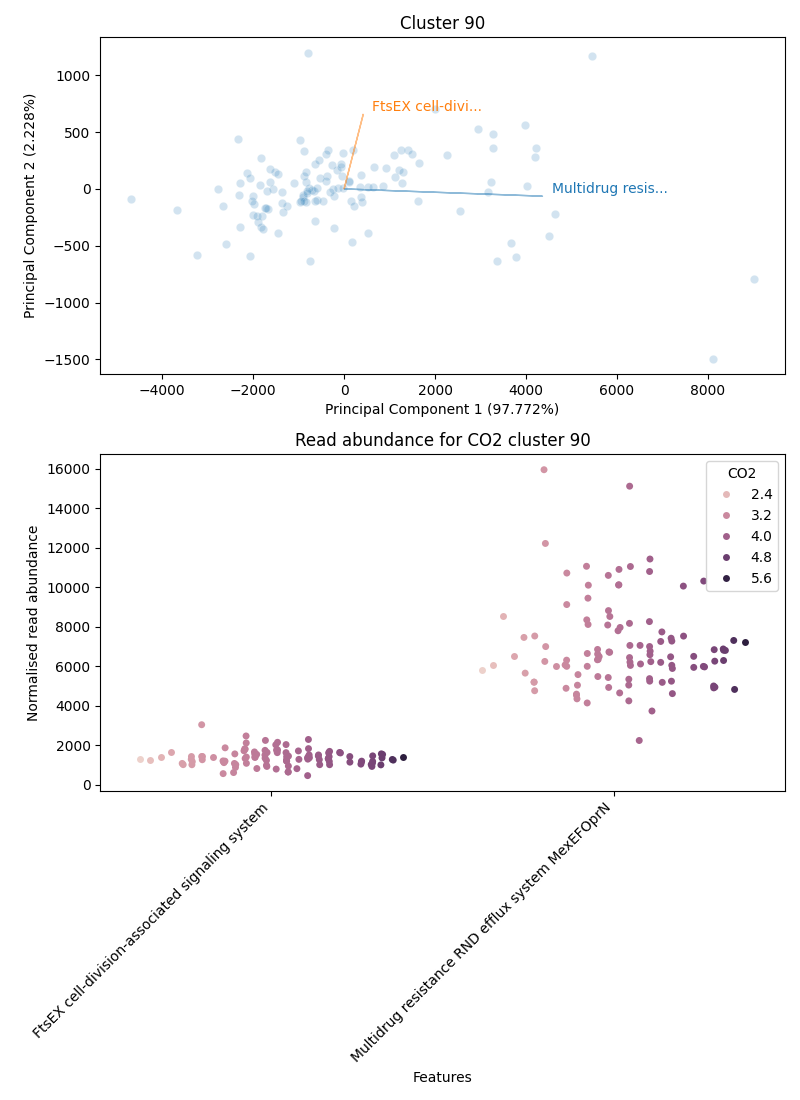 Cluster 90
Principal Component 2 (2.228%)
1000
500
0
−500
−1000
−1500
FtsEX cell-divi...
Multidrug resis...
−4000
−2000
0
2000
4000
6000
8000
Principal Component 1 (97.772%)
Read abundance for CO2 cluster 90
Normalised read abundance
16000
14000
12000
10000
8000
6000
4000
2000
0
CO2
2.4
3.2
4.0
4.8
5.6
FtsEX cell-division-associated signaling system
Multidrug resistance RND efflux system MexEFOprN
Features